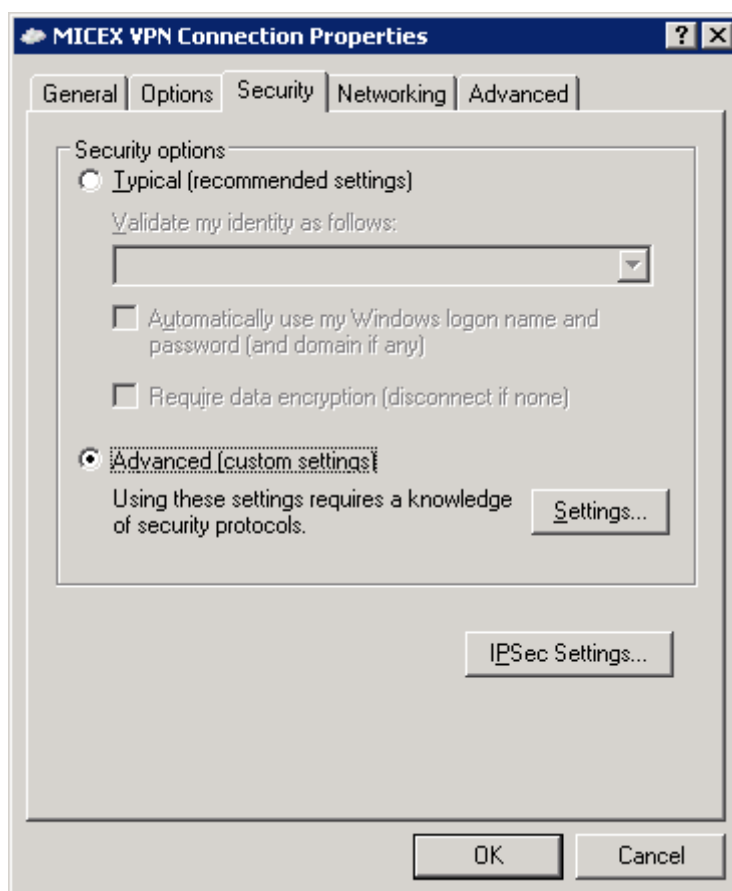 MICEX VPN Connection Properties
General Options Security Networking Advanced
Security options
Typical (recommended settings)
Validate my identity as follows:
Automatically use my Windows logon name and
password (and domain if any)
Require data encryption (disconnect if none)
Advanced (custom settings)
Using these settings requires a knowledge
of security protocols.
Settings...
IPSec Settings...
OK Cancel